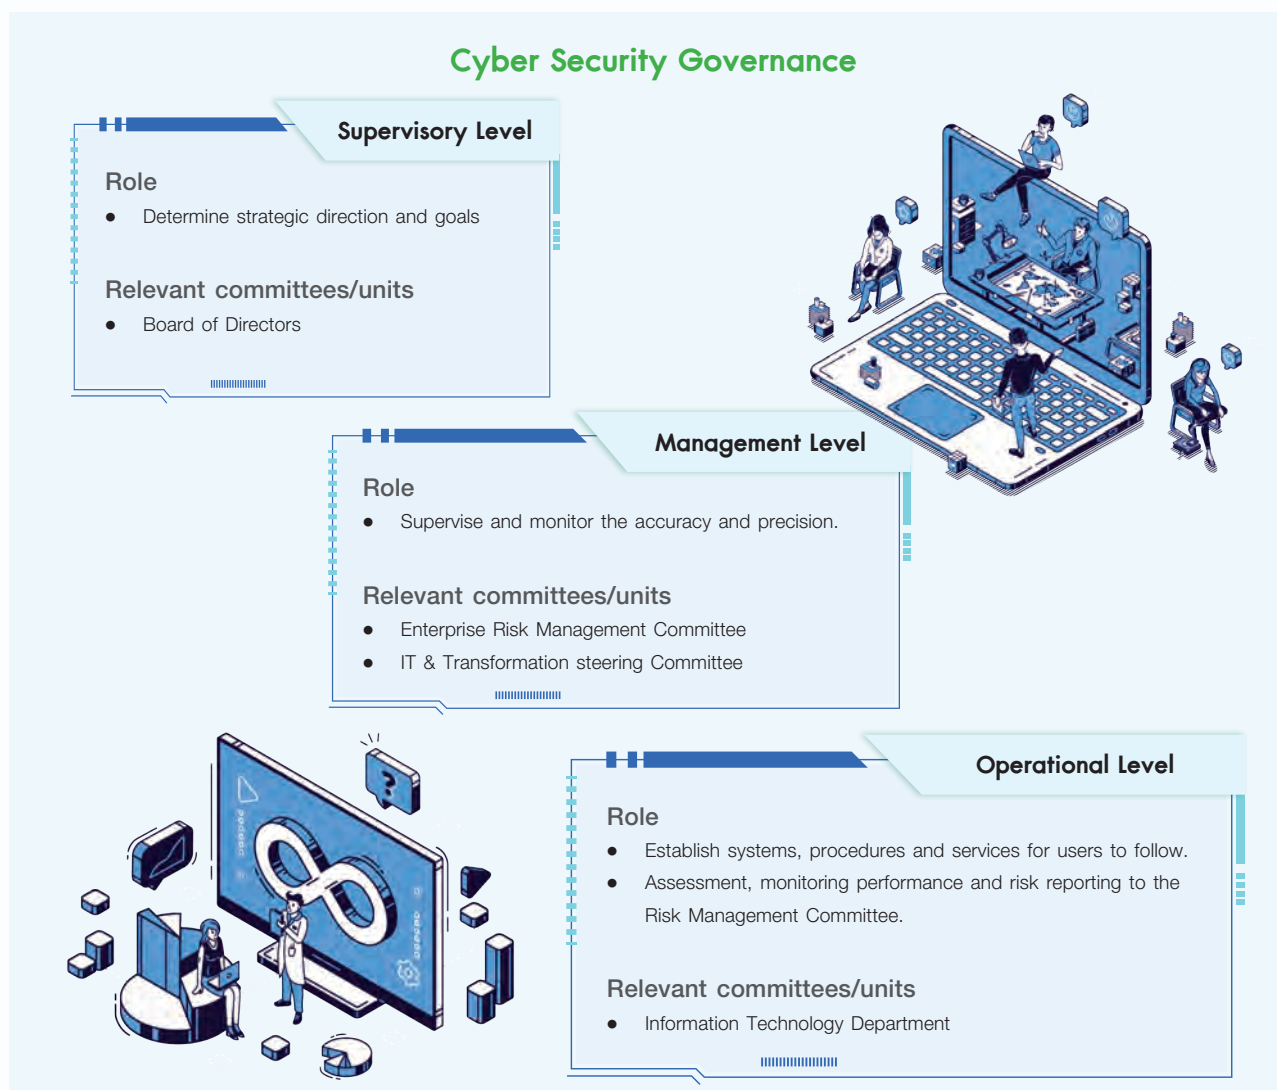 Cyber Security Governance
Supervisory Level
Role
● Determine strategic direction and goals
Relevant committees/units
● Board of Directors
Management Level
Role
● Supervise and monitor the accuracy and precision.
Relevant committees/units
● Enterprise Risk Management Committee
● IT & Transformation steering Committee
Operational Level
Role
● Establish systems, procedures and services for users to follow.
● Assessment, monitoring performance and risk reporting to the
Risk Management Committee.
Relevant committees/units
● Information Technology Department
?